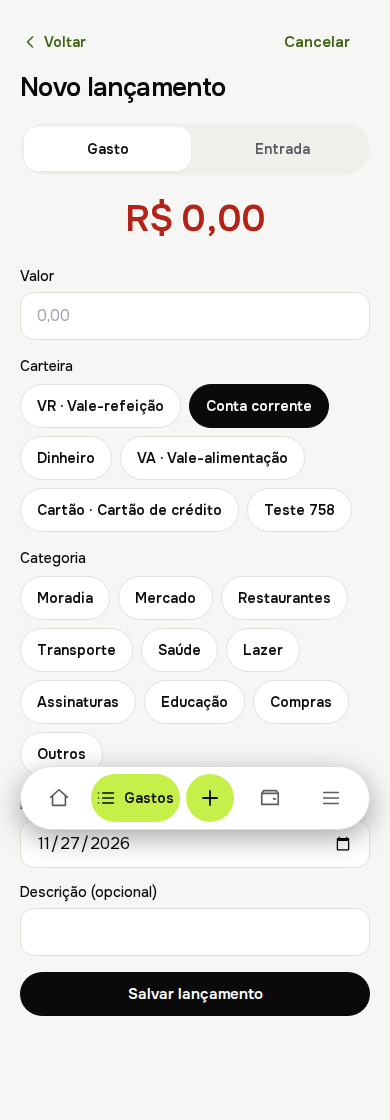 Voltar
Cancelar
Novo lançamento
Gasto
Entrada
R$ 0,00
Valor
0,00
Carteira
VR · Vale-refeição
Conta corrente
Dinheiro
VA · Vale-alimentação
Cartão · Cartão de crédito
Teste 758
Categoria
Moradia
Mercado
Restaurantes
Transporte
Saúde
Lazer
Assinaturas
Educação
Compras
Outros
Gastos
11/27/2026
Descrição (opcional)
Salvar lançamento